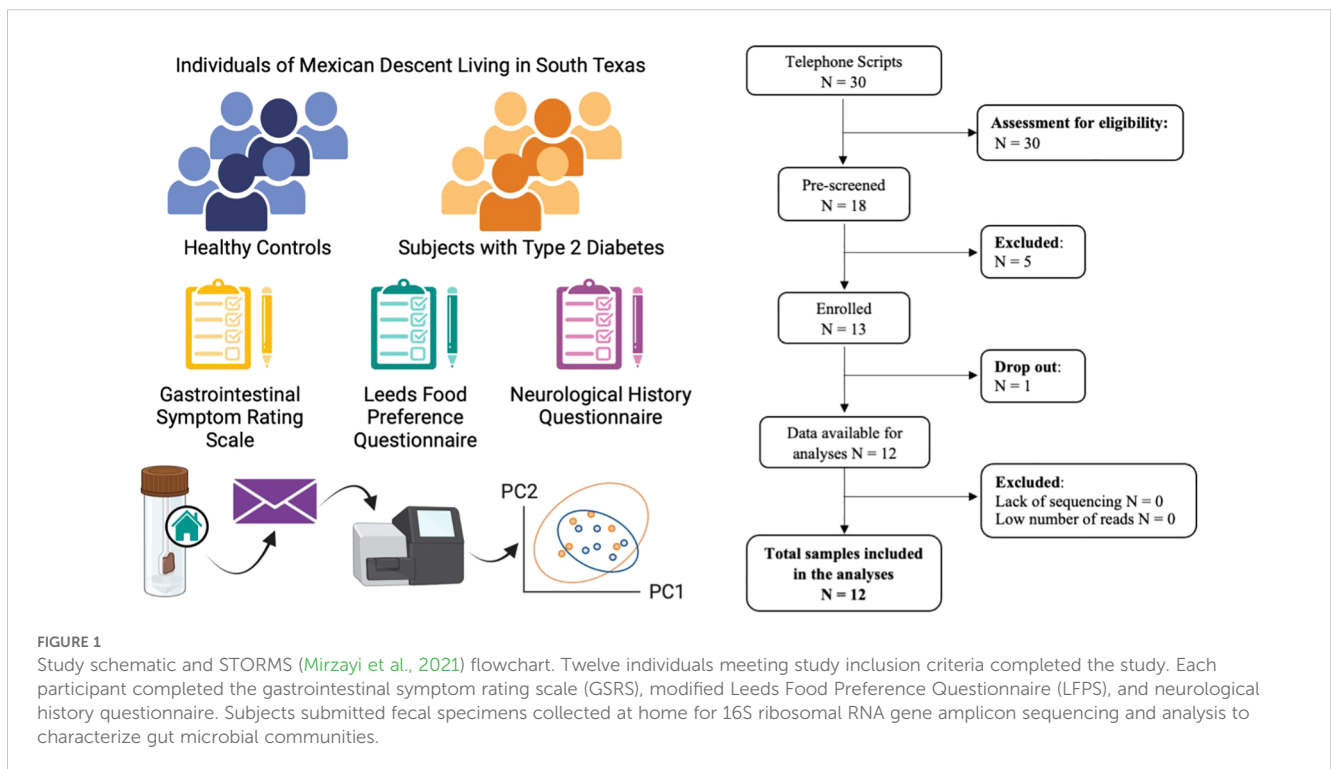 Individuals of Mexican Descent Living in South Texas
Healthy Controls
Subjects with Type 2 Diabetes
Gastrointestinal
Symptom Rating
Scale
Leeds Food
Preference
Questionnaire
Neurological History
Questionnaire
PC2
PC1
Telephone Scripts
N = 30
Assessment for eligibility:
N = 30
Pre-screened
N = 18
Excluded:
N = 5
Enrolled
N = 13
Drop out:
N = 1
Data available for
analyses N = 12
Excluded:
Lack of sequencing N = 0
Low number of reads N = 0
Total samples included
in the analyses
N = 12
FIGURE 1
Study schematic and STORMS (Mirzayi et al., 2021) flowchart. Twelve individuals meeting study inclusion criteria completed the study. Each
participant completed the gastrointestinal symptom rating scale (GSRS), modified Leeds Food Preference Questionnaire (LFPS), and neurological
history questionnaire. Subjects submitted fecal specimens collected at home for 16S ribosomal RNA gene amplicon sequencing and analysis to
characterize gut microbial communities.